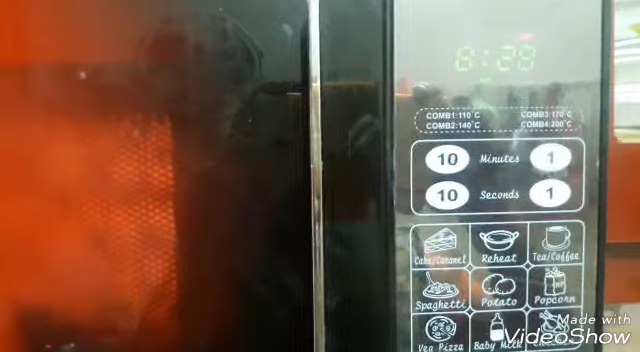 8:28
COMB1:110°C COMB3:170°C
COMB2:140°C COMB4:200°C
10 Minutes 1
10 Seconds 1
Cake/Caramel Reheat Tea/Coffee
Spaghetti Potato Popcorn
Veg Pizza Baby Milk
Made with
VideoShow